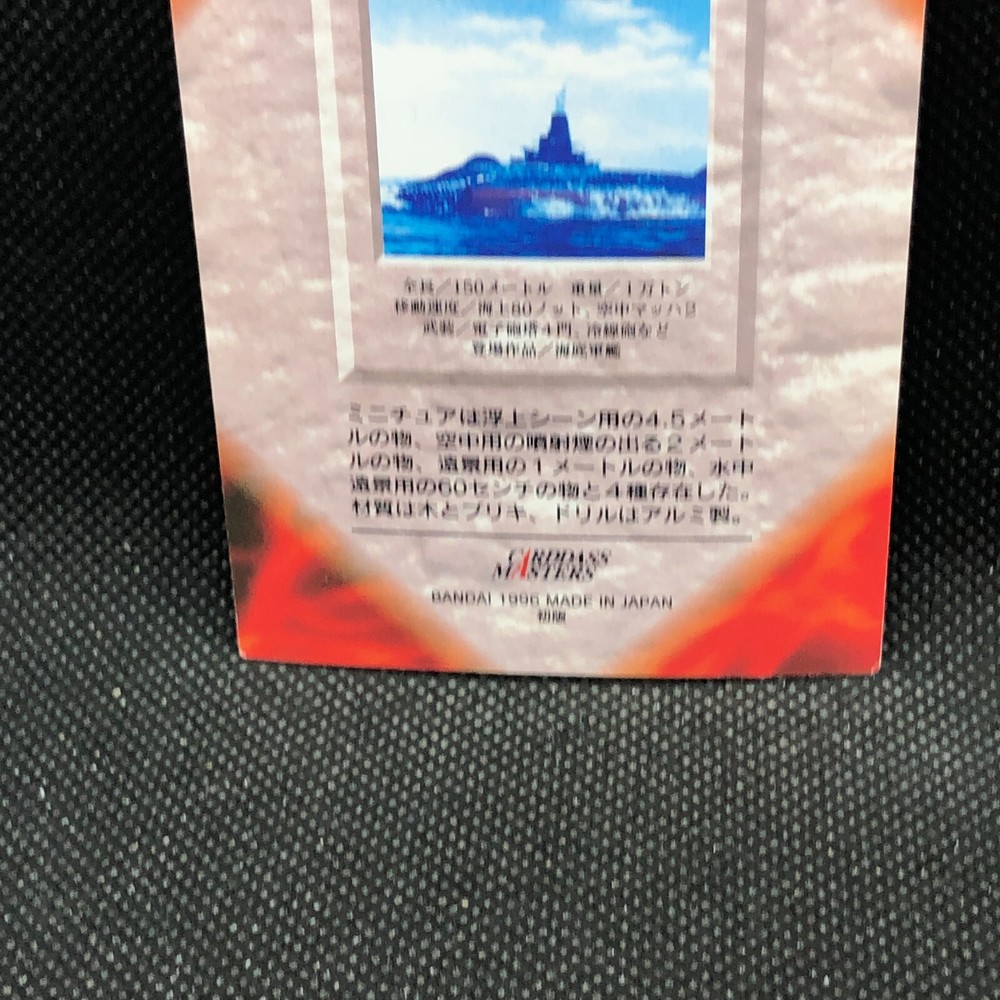 全長／150メートル　重量／1万トン
移動速度／海上80ノット、空中マッハ2
武装／電子砲塔4門、冷線砲など
登場作品／海底軍艦
ミニチュアは浮上シーン用の4.5メート
ルの物、空中用の噴射煙の出る2メート
ルの物、遠景用の1メートルの物、水中
遠景用の60センチの物と4種存在した。
材質は木とブリキ、ドリルはアルミ製。
CARDDASS
MASTERS
BANDAI 1996 MADE IN JAPAN
初版